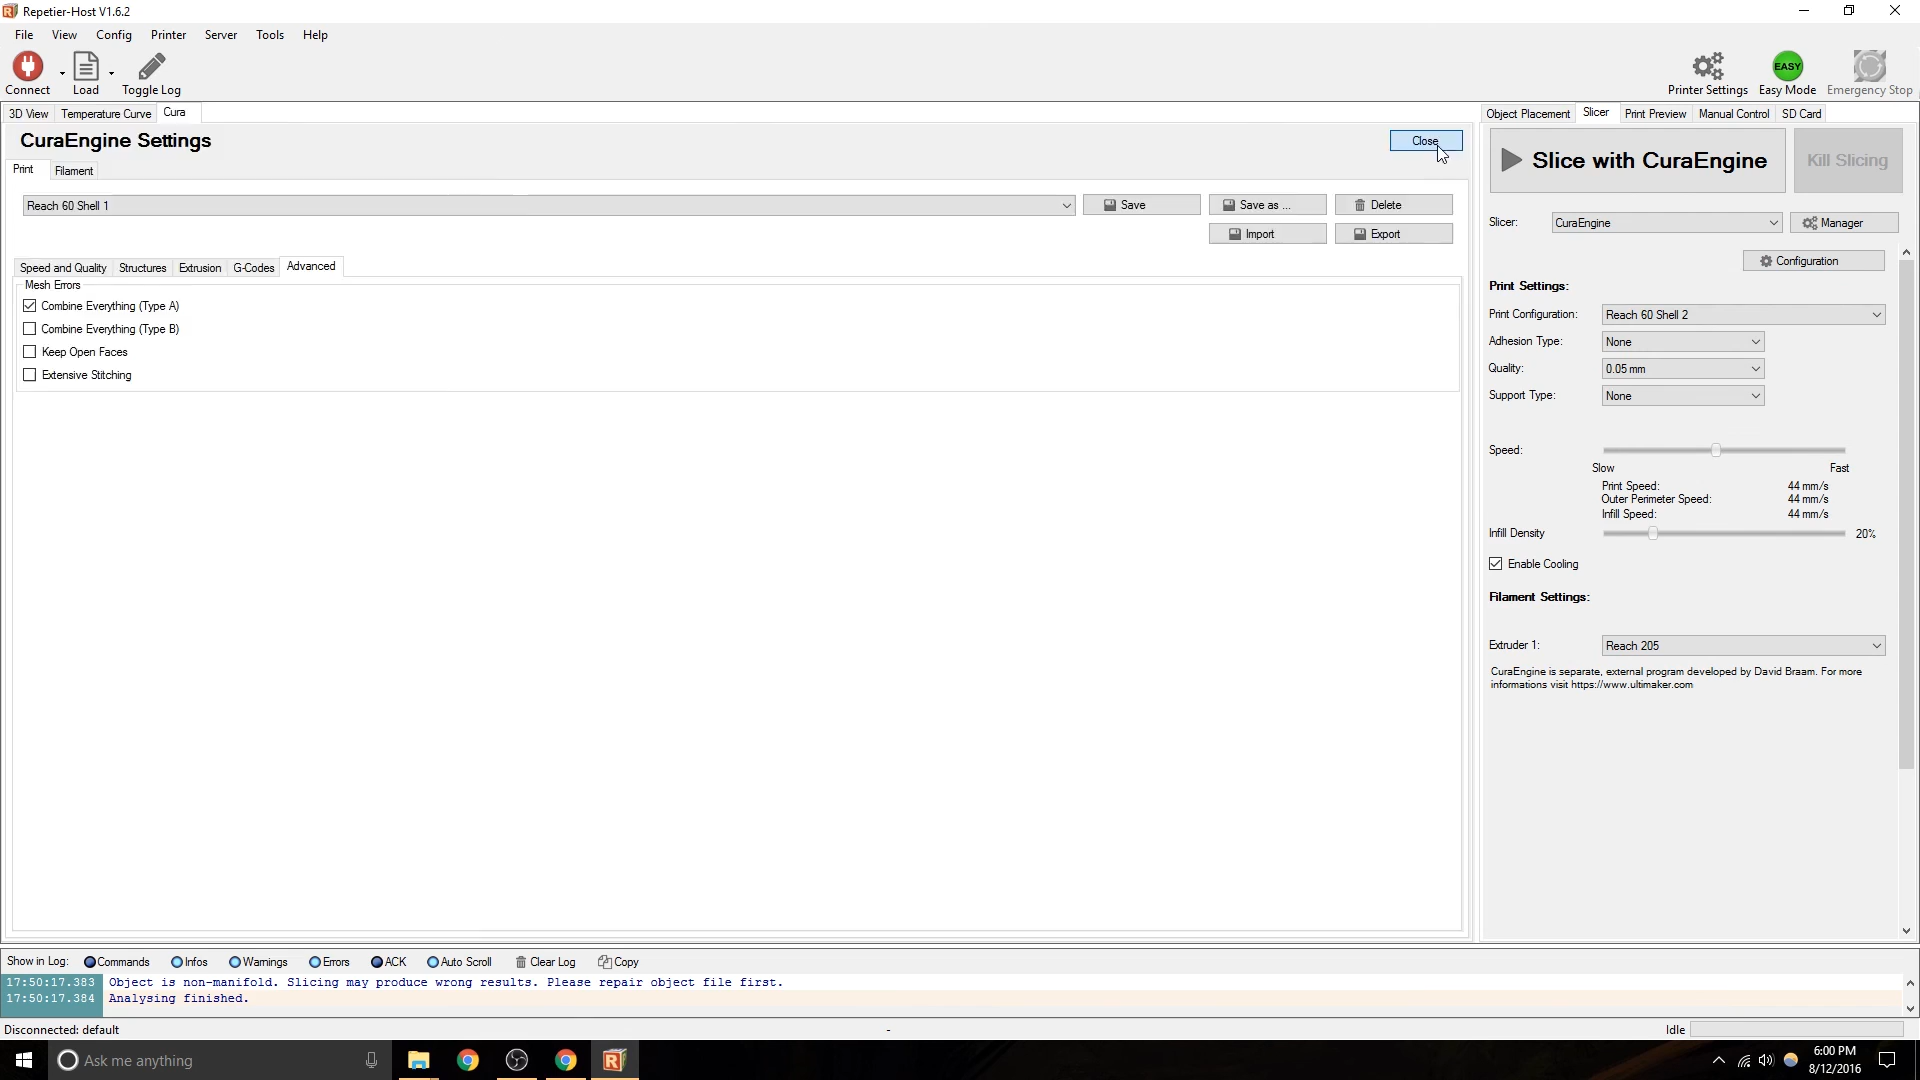 Repetier-Host V1.6.2
File View Config Printer Server Tools Help
Connect Load Toggle Log Printer Settings EASY Easy Mode Emergency Stop
3D View Temperature Curve Cura
Object Placement Slicer Print Preview Manual Control SD Card
CuraEngine Settings
Close
Print Filament
Reach 60 Shell 1
Save Save as ... Delete
Import Export
Speed and Quality Structures Extrusion G-Codes Advanced
Mesh Errors
Combine Everything (Type A)
Combine Everything (Type B)
Keep Open Faces
Extensive Stitching
Slice with CuraEngine Kill Slicing
Slicer: CuraEngine Manager
Configuration
Print Settings:
Print Configuration: Reach 60 Shell 2
Adhesion Type: None
Quality: 0.05 mm
Support Type: None
Speed:
Slow Fast
Print Speed: 44 mm/s
Outer Perimeter Speed: 44 mm/s
Infill Speed: 44 mm/s
Infill Density 20%
Enable Cooling
Filament Settings:
Extruder 1: Reach 205
CuraEngine is separate, external program developed by David Braam. For more
informations visit https://www.ultimaker.com
Show in Log: Commands Infos Warnings Errors ACK Auto Scroll Clear Log Copy
17:50:17.383 Object is non-manifold. Slicing may produce wrong results. Please repair object file first.
17:50:17.384 Analysing finished.
Disconnected: default - Idle
Ask me anything
6:00 PM
8/12/2016